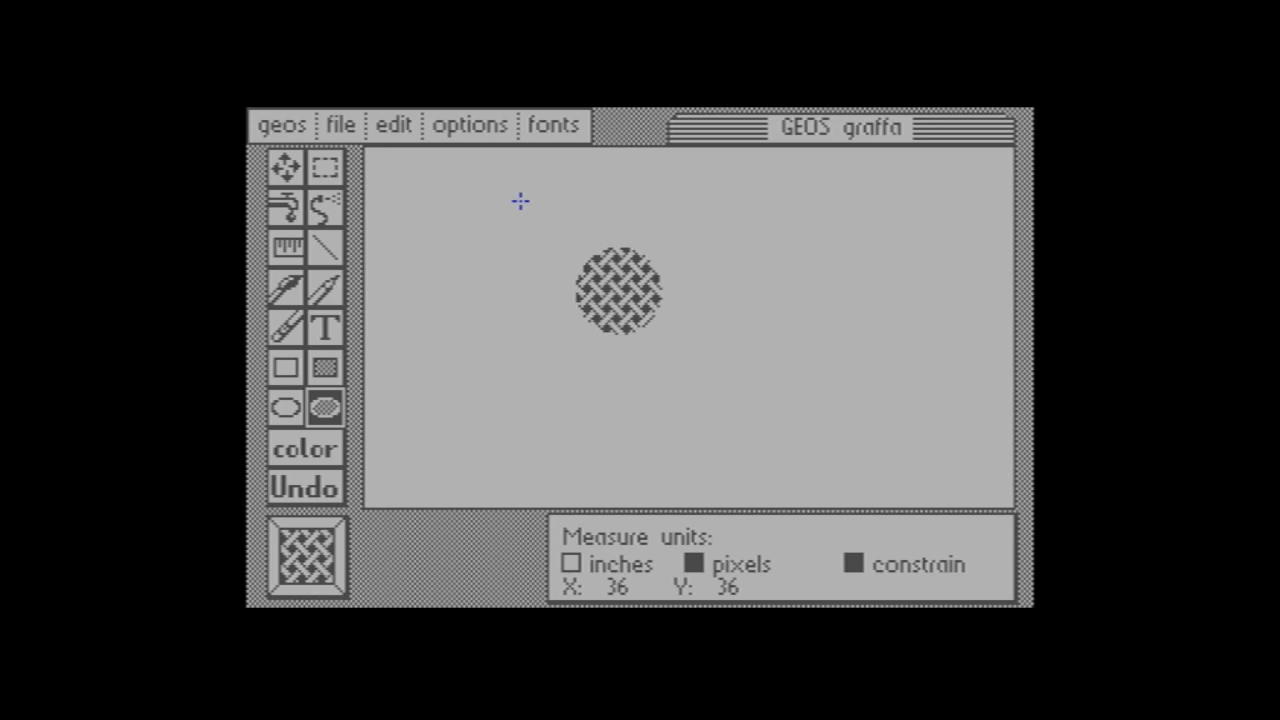 geos file edit options fonts
GEOS graffa
T
color
Undo
Measure units:
inches pixels constrain
X: 36 Y: 36